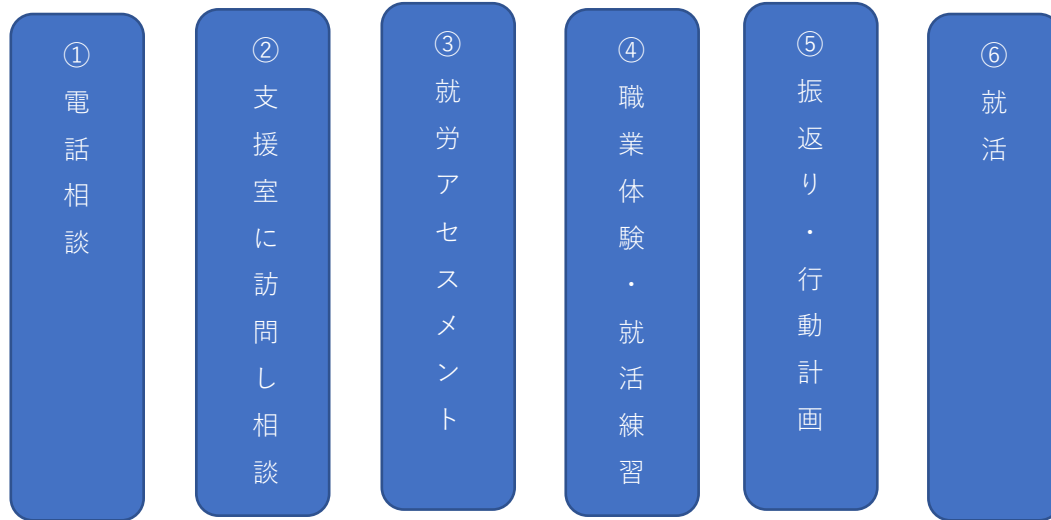 ①電話相談
②支援室に訪問し相談
③就労アセスメント
④職業体験・就活練習
⑤振返り・行動計画
⑥就活